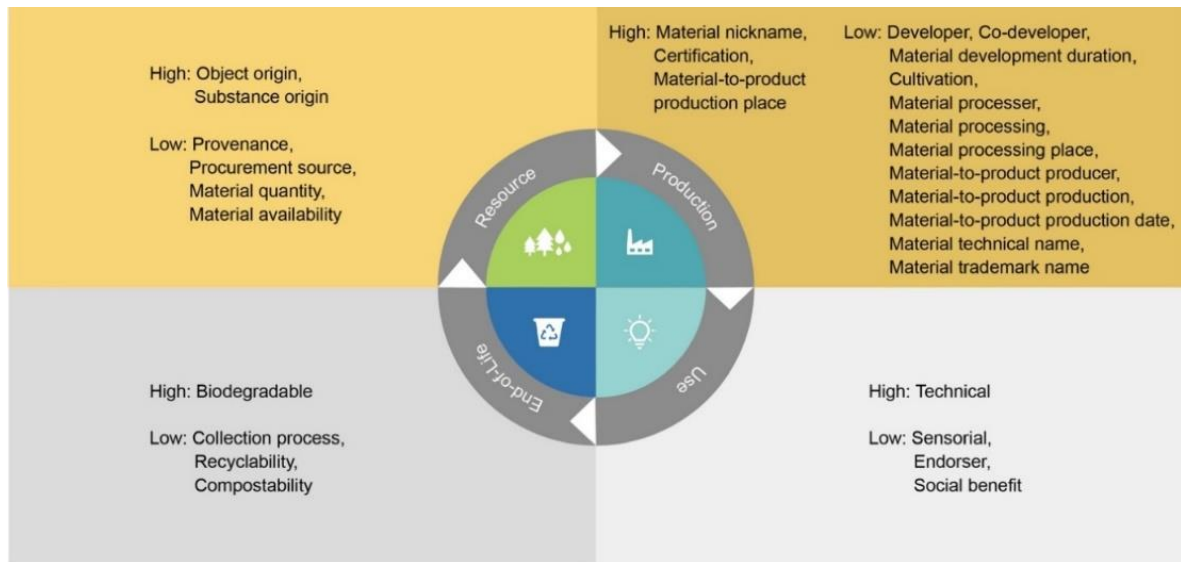 High: Object origin,
Substance origin
Low: Provenance,
Procurement source,
Material quantity,
Material availability
High: Material nickname,
Certification,
Material-to-product
production place
Low: Developer, Co-developer,
Material development duration,
Cultivation,
Material processer,
Material processing,
Material processing place,
Material-to-product producer,
Material-to-product production,
Material-to-product production date,
Material technical name,
Material trademark name
Resource
Production
End-of-Life
Use
High: Biodegradable
Low: Collection process,
Recyclability,
Compostability
High: Technical
Low: Sensorial,
Endorser,
Social benefit